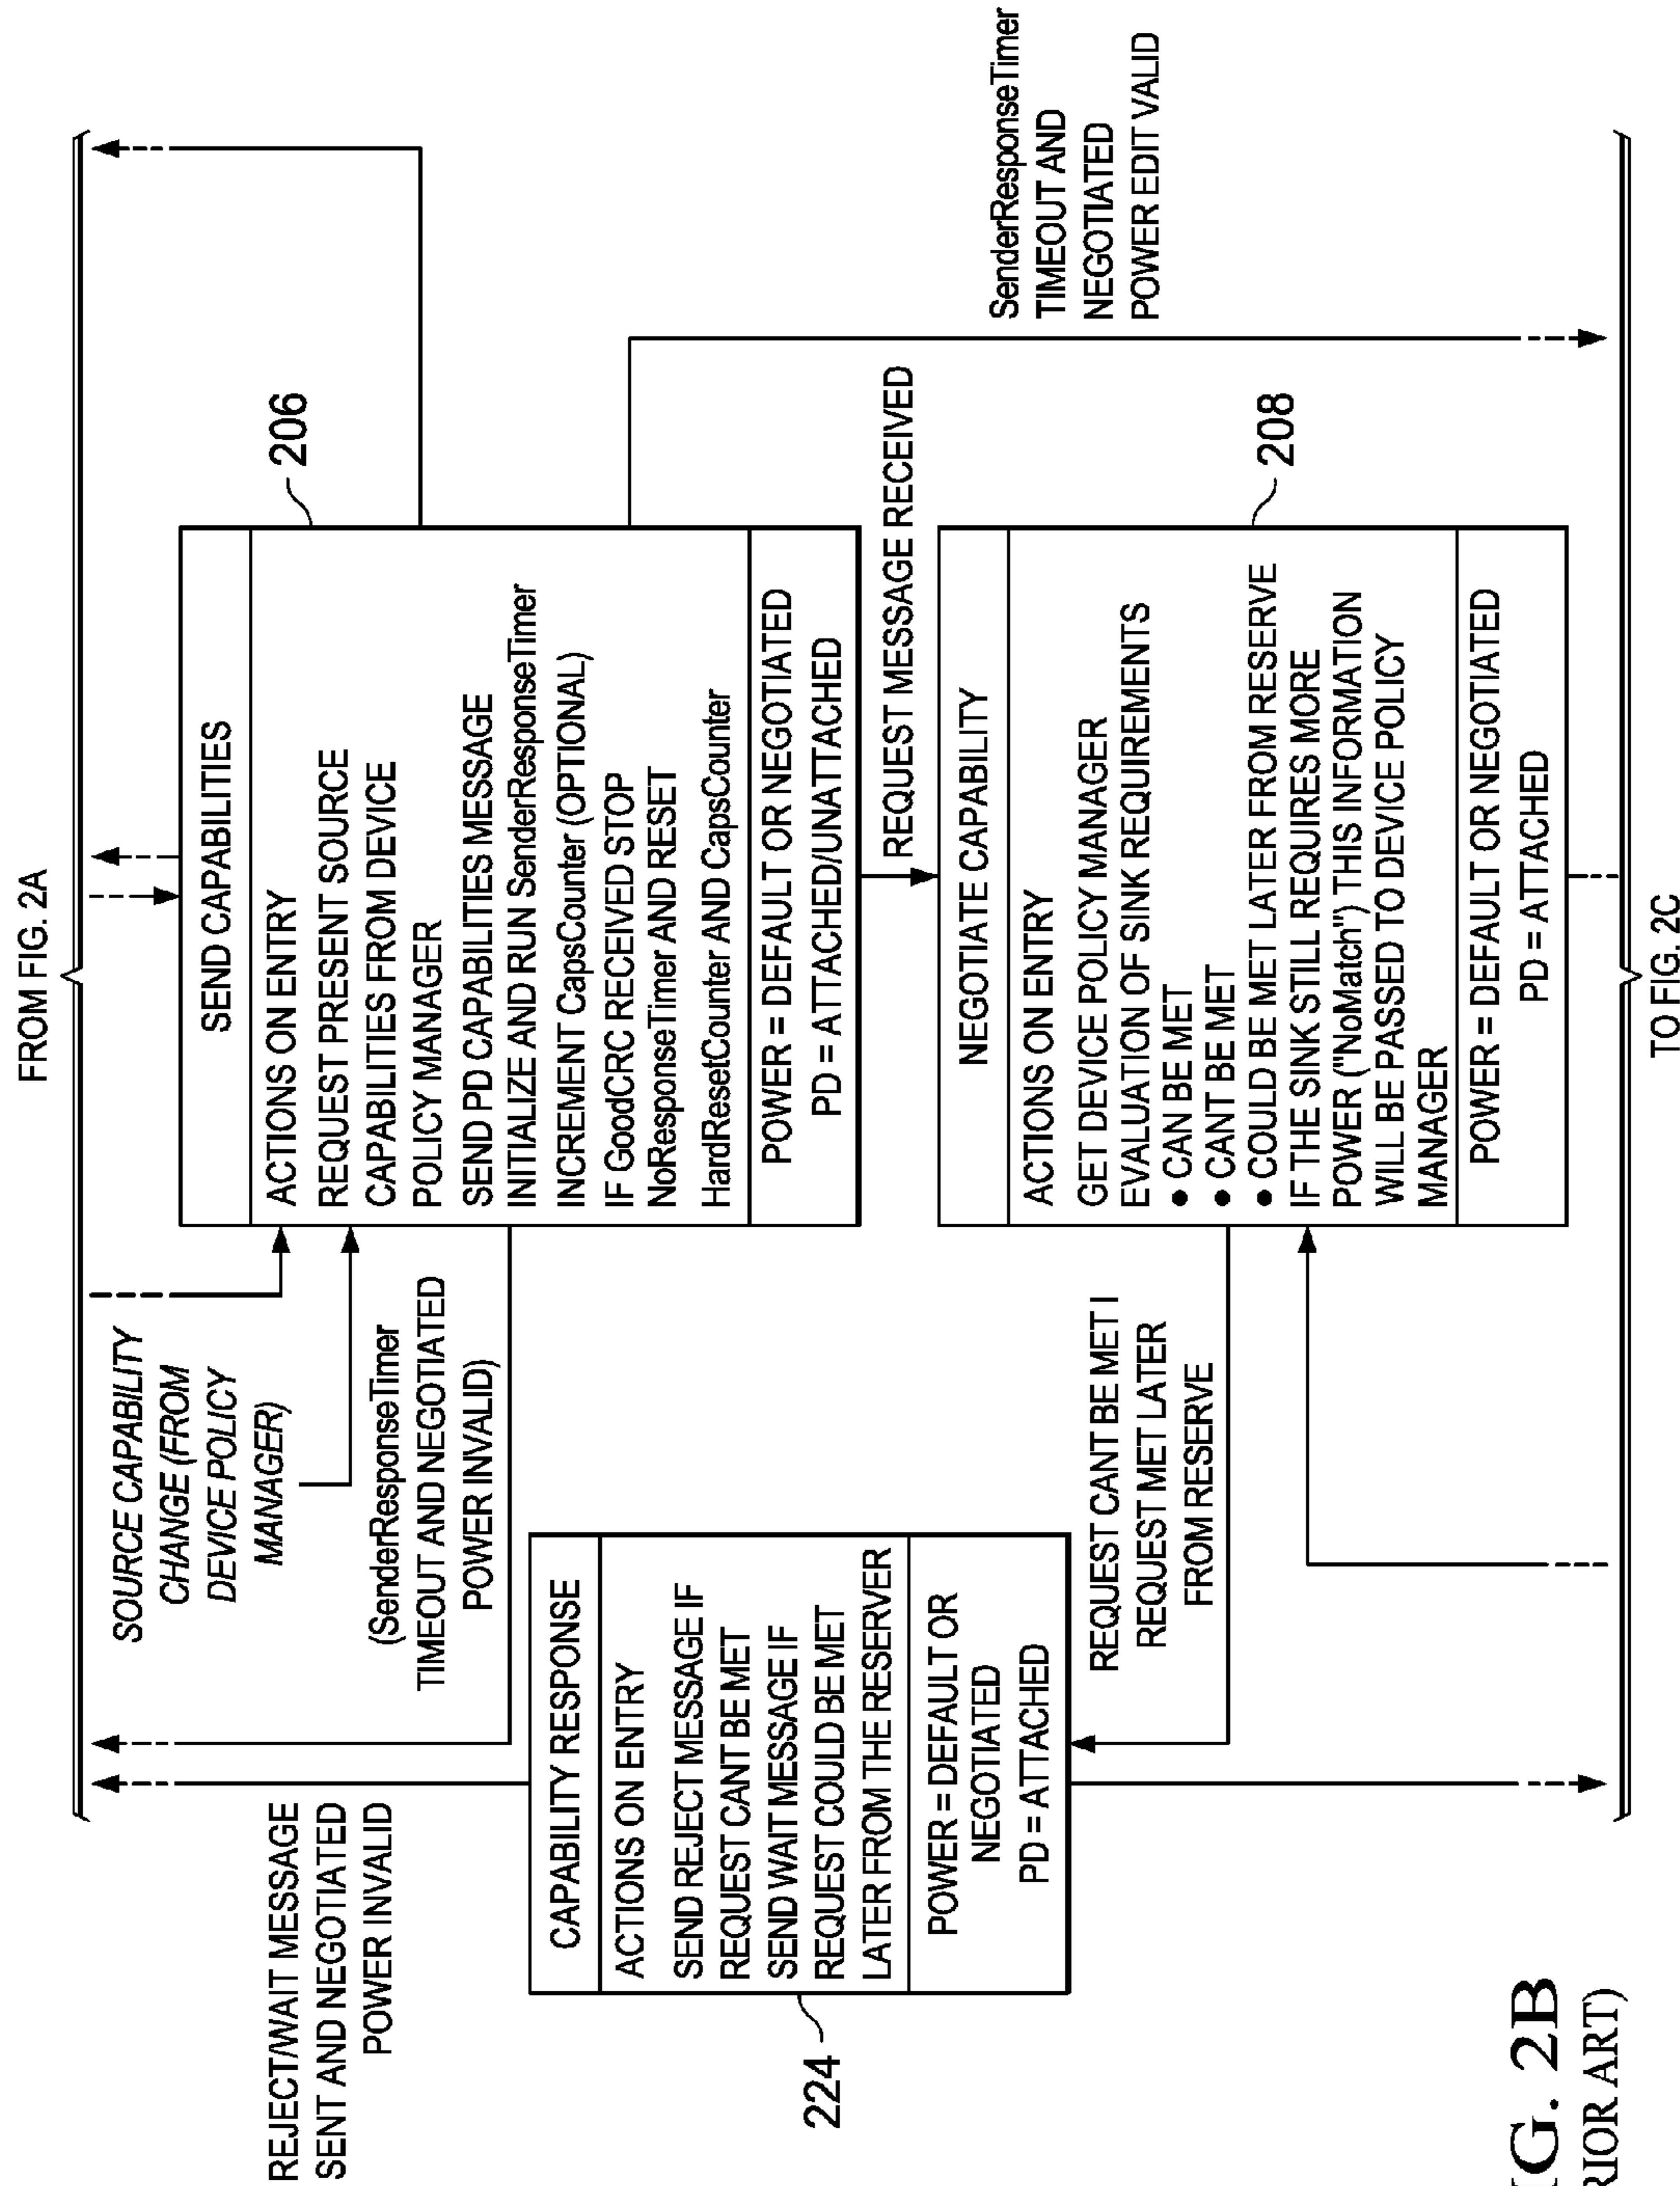 FROM FIG. 2A
REJECT/WAIT MESSAGE
SENT AND NEGOTIATED
POWER INVALID
SOURCE CAPABILITY
CHANGE (FROM
DEVICE POLICY
MANAGER)
(SenderResponseTimer
TIMEOUT AND NEGOTIATED
POWER INVALID)
SEND CAPABILITIES
ACTIONS ON ENTRY
REQUEST PRESENT SOURCE
CAPABILITIES FROM DEVICE
POLICY MANAGER
SEND PD CAPABILITIES MESSAGE
INITIALIZE AND RUN SenderResponseTimer
INCREMENT CapsCounter (OPTIONAL)
IF GoodCRC RECEIVED STOP
NoResponseTimer AND RESET
HardResetCounter AND CapsCounter
POWER = DEFAULT OR NEGOTIATED
PD = ATTACHED/UNATTACHED
206
SenderResponseTimer
TIMEOUT AND
NEGOTIATED
POWER EDIT VALID
CAPABILITY RESPONSE
ACTIONS ON ENTRY
SEND REJECT MESSAGE IF
REQUEST CANT BE MET
SEND WAIT MESSAGE IF
REQUEST COULD BE MET
LATER FROM THE RESERVER
POWER = DEFAULT OR
NEGOTIATED
PD = ATTACHED
224
REQUEST MESSAGE RECEIVED
REQUEST CANT BE MET I
REQUEST MET LATER
FROM RESERVE
NEGOTIATE CAPABILITY
ACTIONS ON ENTRY
GET DEVICE POLICY MANAGER
EVALUATION OF SINK REQUIREMENTS
• CAN BE MET
• CANT BE MET
• COULD BE MET LATER FROM RESERVE
IF THE SINK STILL REQUIRES MORE
POWER ("NoMatch") THIS INFORMATION
WILL BE PASSED TO DEVICE POLICY
MANAGER
POWER = DEFAULT OR NEGOTIATED
PD = ATTACHED
208
TO FIG. 2C
IG. 2B
RIOR ART)